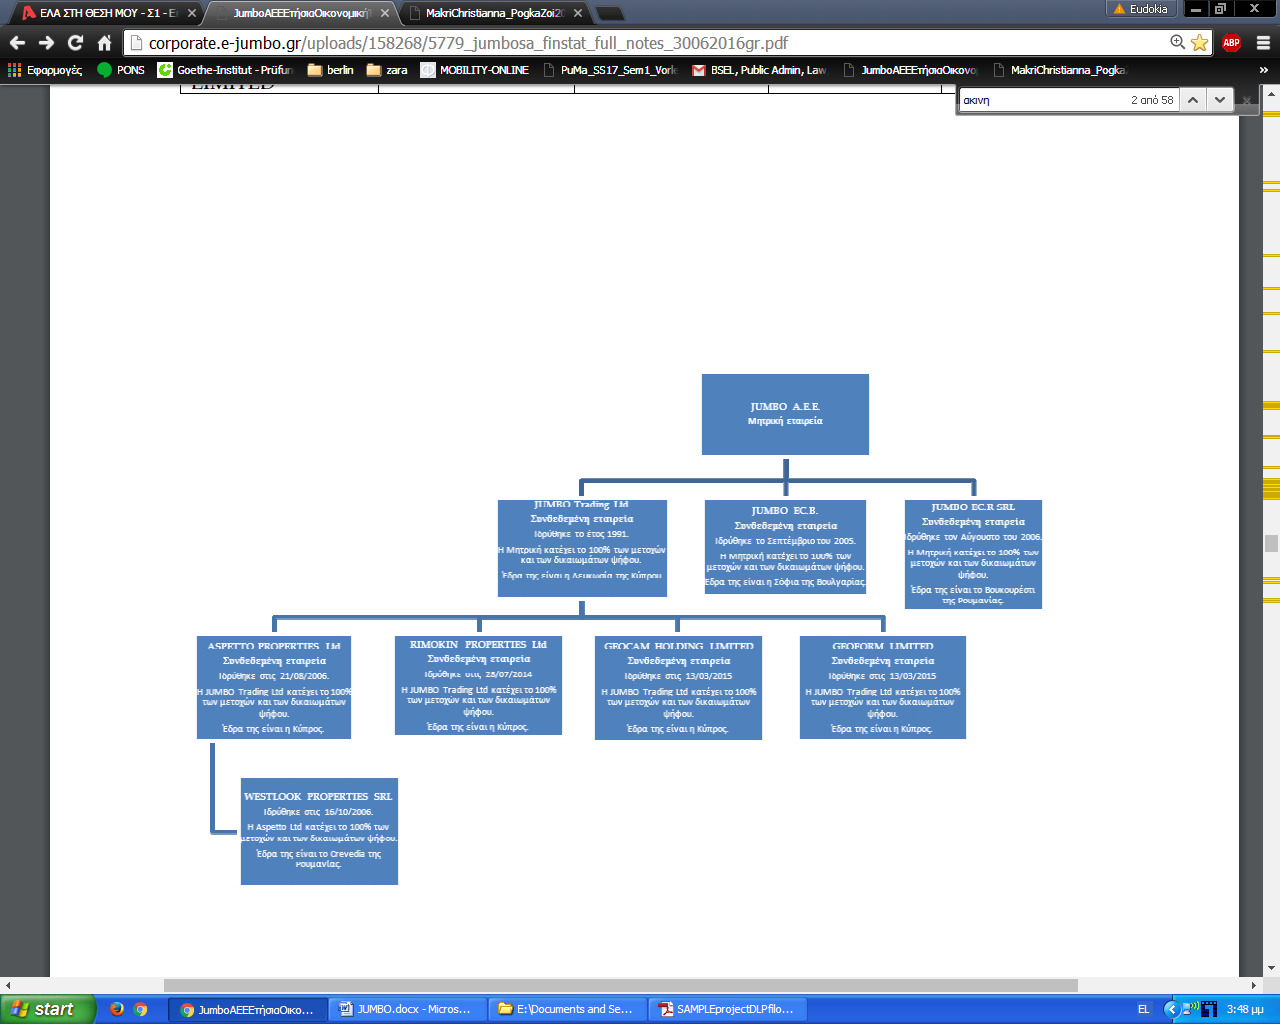 ΕΛΑ ΣΤΗ ΘΕΣΗ ΜΟΥ - Σ1 - Ε
JumboΑΕΕΕτήσιαΟικονομική
MakriChristianna_PogkaZoi2
Eudokia
corporate.e-jumbo.gr/uploads/158268/5779_jumbosa_finstat_full_notes_30062016gr.pdf
ABP
Εφαρμογές
PONS
Goethe-Institut - Prüfun
berlin
zara
MOBILITY-ONLINE
PuMa_SS17_Sem1_Vorle
BSEL, Public Admin, Law
JumboΑΕΕΕτήσιαΟικονο
MakriChristianna_Pogka
»
LIMITED
ακινη
2 από 58
JUMBO A.E.E.
Μητρική εταιρεία
JUMBO Trading Ltd
Συνδεδεμένη εταιρεία
Ιδρύθηκε το έτος 1991.
Η Μητρική κατέχει το 100% των μετοχών
και των δικαιωμάτων ψήφου.
Έδρα της είναι η Λευκωσία της Κύπρου
JUMBO EC.B.
Συνδεδεμένη εταιρεία
Ιδρύθηκε το Σεπτέμβριο του 2005.
Η Μητρική κατέχει το 100% των
μετοχών και των δικαιωμάτων ψήφου.
Έδρα της είναι η Σόφια της Βουλγαρίας.
JUMBO EC.R SRL
Συνδεδεμένη εταιρεία
Ιδρύθηκε τον Αύγουστο του 2006.
Η Μητρική κατέχει το 100% των
μετοχών και των δικαιωμάτων
ψήφου.
Έδρα της είναι το Βουκουρέστι
της Ρουμανίας.
ASPETTO PROPERTIES Ltd
Συνδεδεμένη εταιρεία
Ιδρύθηκε στις 21/08/2006.
Η JUMBO Trading Ltd κατέχει το 100%
των μετοχών και των δικαιωμάτων
ψήφου.
Έδρα της είναι η Κύπρος.
RIMOKIN PROPERTIES Ltd
Συνδεδεμένη εταιρεία
Ιδρύθηκε στις 28/07/2014
Η JUMBO Trading Ltd κατέχει το 100%
των μετοχών και των δικαιωμάτων
ψήφου.
Έδρα της είναι η Κύπρος.
GEOCAM HOLDING LIMITED
Συνδεδεμένη εταιρεία
Ιδρύθηκε στις 13/03/2015
Η JUMBO Trading Ltd κατέχει το 100%
των μετοχών και των δικαιωμάτων
ψήφου.
Έδρα της είναι η Κύπρος.
GEOFORM LIMITED
Συνδεδεμένη εταιρεία
Ιδρύθηκε στις 13/03/2015
Η JUMBO Trading Ltd κατέχει το 100%
των μετοχών και των δικαιωμάτων
ψήφου.
Έδρα της είναι η Κύπρος.
WESTLOOK PROPERTIES SRL
Ιδρύθηκε στις 16/10/2006.
Η Aspetto Ltd κατέχει το 100% των
μετοχών και των δικαιωμάτων ψήφου.
Έδρα της είναι το Crevedia της
Ρουμανίας.
start
JumboΑΕΕΕτήσιαΟικο...
JUMBO.docx - Micros...
E:\Documents and Se...
SAMPLEprojectDLPfilo...
EL
3:48 μμ